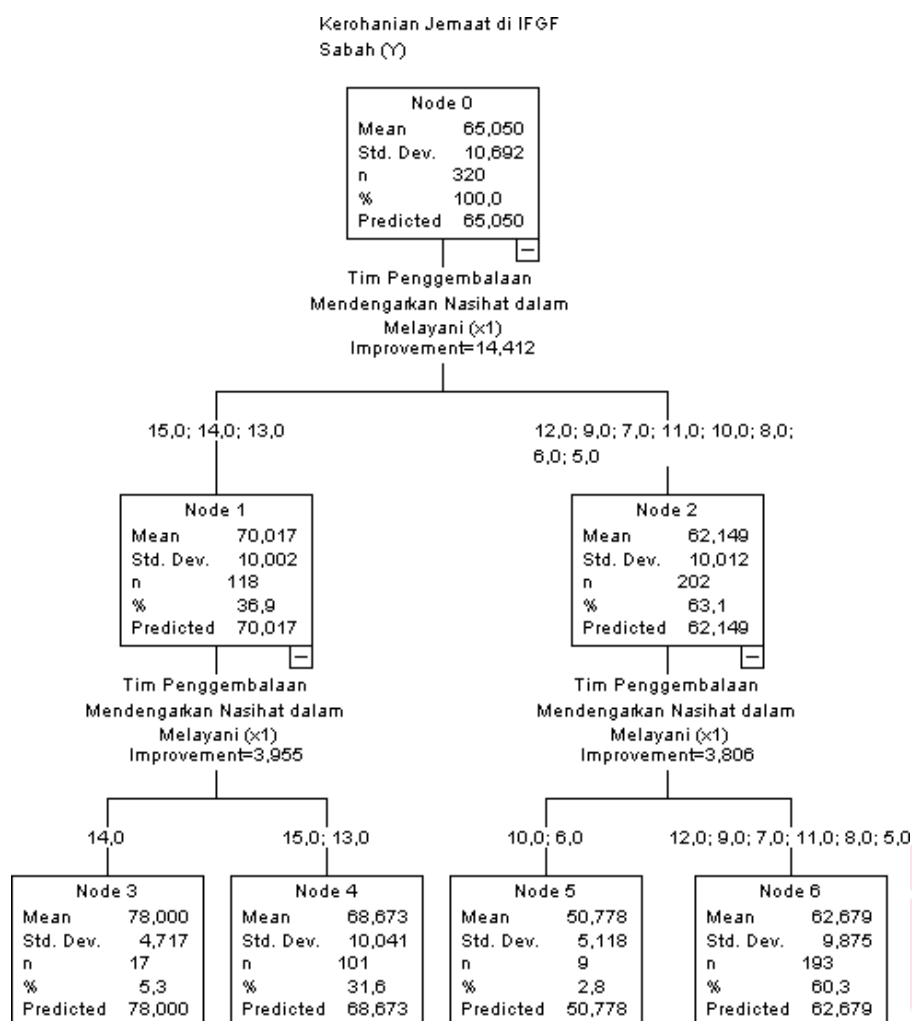 Kerohanian Jemaat di IFGF
Sabah (Y)
Node 0
Mean 65,050
Std. Dev. 10,692
n 320
% 100,0
Predicted 65,050
Tim Penggembalaan
Mendengarkan Nasihat dalam
Melayani (x1)
Improvement=14,412
15,0; 14,0; 13,0
12,0; 9,0; 7,0; 11,0; 10,0; 8,0;
6,0; 5,0
Node 1
Mean 70,017
Std. Dev. 10,002
n 118
% 36,9
Predicted 70,017
Node 2
Mean 62,149
Std. Dev. 10,012
n 202
% 63,1
Predicted 62,149
Tim Penggembalaan
Mendengarkan Nasihat dalam
Melayani (x1)
Improvement=3,955
Tim Penggembalaan
Mendengarkan Nasihat dalam
Melayani (x1)
Improvement=3,806
14,0
15,0; 13,0
10,0; 6,0
12,0; 9,0; 7,0; 11,0; 8,0; 5,0
Node 3
Mean 78,000
Std. Dev. 4,717
n 17
% 5,3
Predicted 78,000
Node 4
Mean 68,673
Std. Dev. 10,041
n 101
% 31,6
Predicted 68,673
Node 5
Mean 50,778
Std. Dev. 5,118
n 9
% 2,8
Predicted 50,778
Node 6
Mean 62,679
Std. Dev. 9,875
n 193
% 60,3
Predicted 62,679